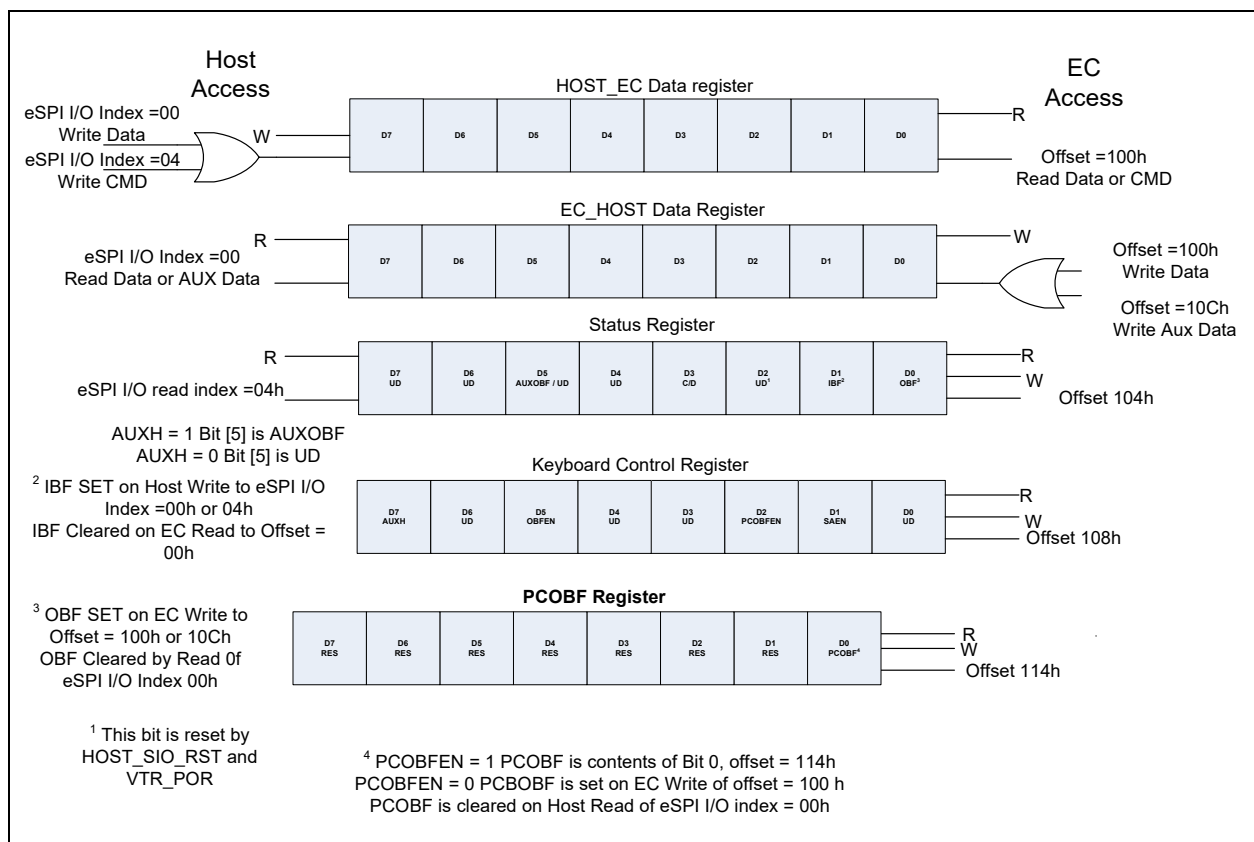 Host
Access
EC
Access
HOST_EC Data register
eSPI I/O Index =00
Write Data
eSPI I/O Index =04
Write CMD
W
D7 D6 D5 D4 D3 D2 D1 D0
R
Offset =100h
Read Data or CMD
EC_HOST Data Register
R
eSPI I/O Index =00
Read Data or AUX Data
D7 D6 D5 D4 D3 D2 D1 D0
W
Offset =100h
Write Data
Offset =10Ch
Write Aux Data
Status Register
R
eSPI I/O read index =04h
D7 D6 D5 D4 D3 D2 D1 D0
UD UD AUXOBF / UD UD C/D UD¹ IBF² OBF³
R
W
Offset 104h
AUXH = 1 Bit [5] is AUXOBF
AUXH = 0 Bit [5] is UD
Keyboard Control Register
² IBF SET on Host Write to eSPI I/O
Index =00h or 04h
IBF Cleared on EC Read to Offset =
00h
D7 D6 D5 D4 D3 D2 D1 D0
AUXH UD OBFEN UD UD PCOBFEN SAEN UD
R
W
Offset 108h
PCOBF Register
³ OBF SET on EC Write to
Offset = 100h or 10Ch
OBF Cleared by Read 0f
eSPI I/O Index 00h
D7 D6 D5 D4 D3 D2 D1 D0
RES RES RES RES RES RES RES PCOBF⁴
R
W
Offset 114h
¹ This bit is reset by
HOST_SIO_RST and
VTR_POR
⁴ PCOBFEN = 1 PCOBF is contents of Bit 0, offset = 114h
PCOBFEN = 0 PCBOBF is set on EC Write of offset = 100 h
PCOBF is cleared on Host Read of eSPI I/O index = 00h